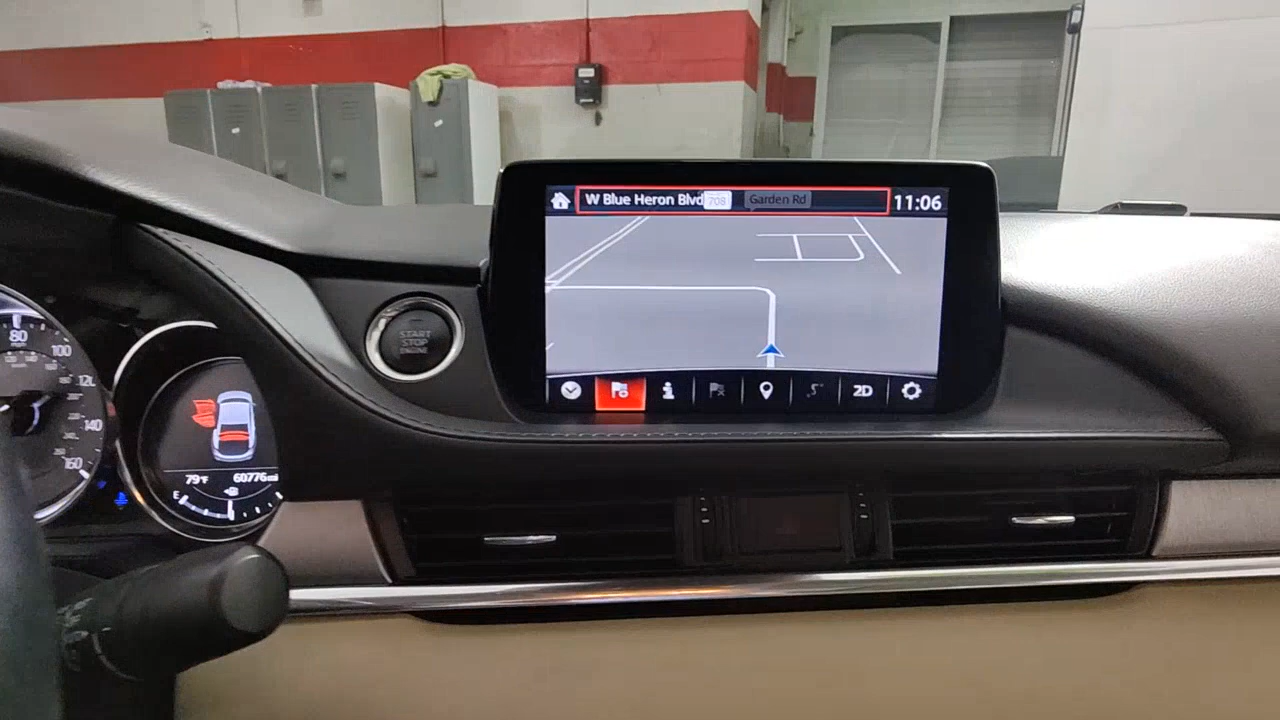 W Blue Heron Blvd 708 Garden Rd 11:06
START
STOP
ENGINE
80
mph
100
120
140
160
79°F 60776mi
E
2D